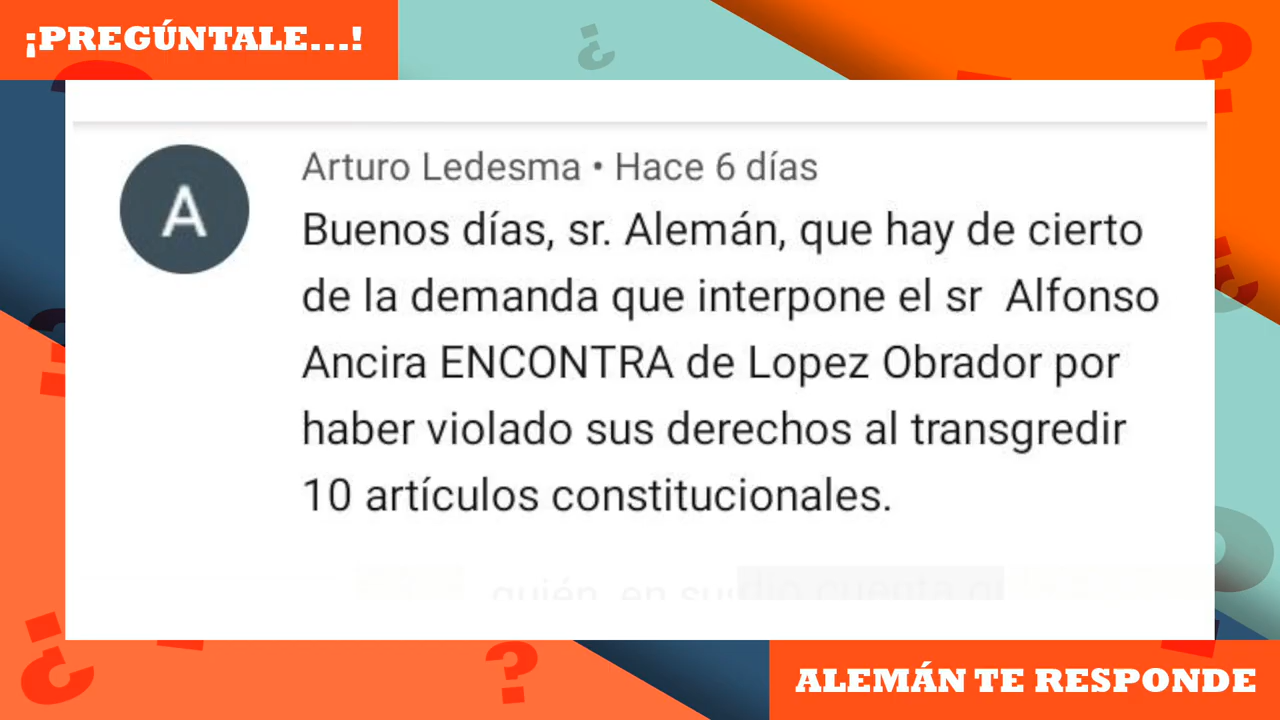 ¡PREGÚNTALE...!
Arturo Ledesma • Hace 6 días
Buenos días, sr. Alemán, que hay de cierto
de la demanda que interpone el sr Alfonso
Ancira ENCONTRA de Lopez Obrador por
haber violado sus derechos al transgredir
10 artículos constitucionales.
ALEMÁN TE RESPONDE